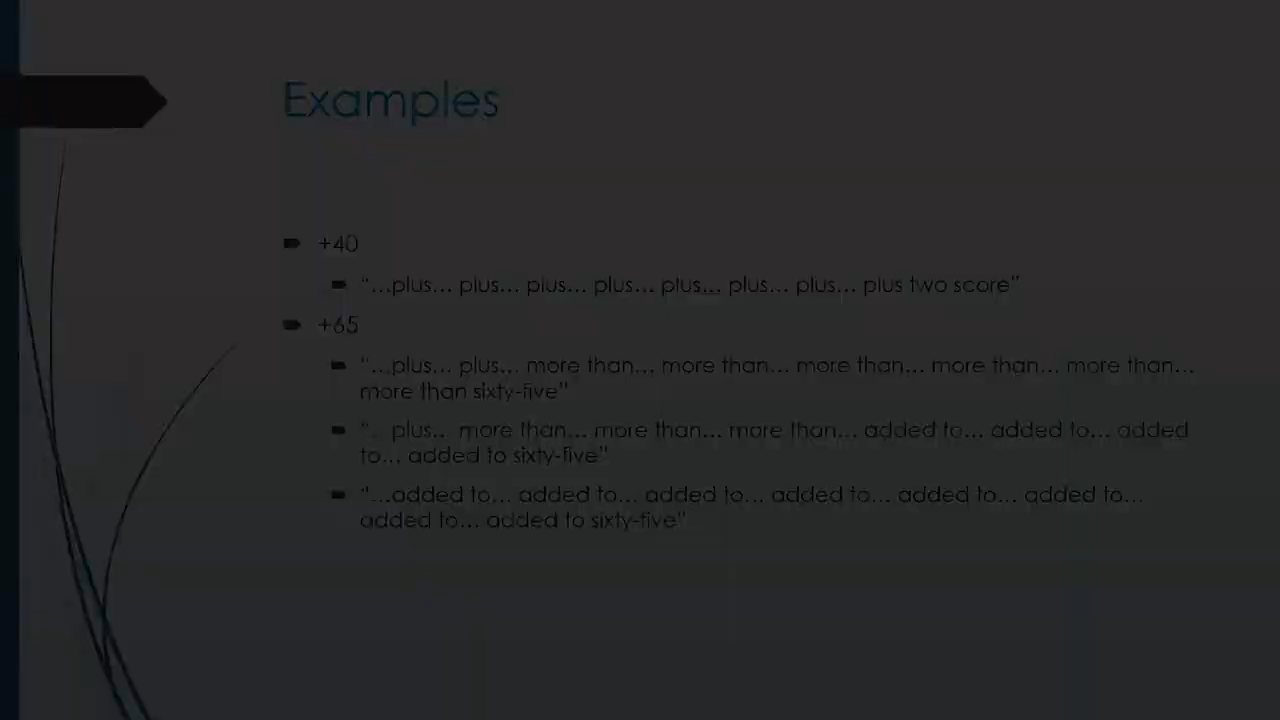 Examples
+40
“…plus… plus… plus… plus… plus… plus… plus… plus two score”
+65
“…plus… plus… more than… more than… more than… more than… more than…
more than sixty-five”
“… plus… more than… more than… more than… added to… added to… added
to… added to sixty-five”
“…added to… added to… added to… added to… added to… added to…
added to… added to sixty-five”